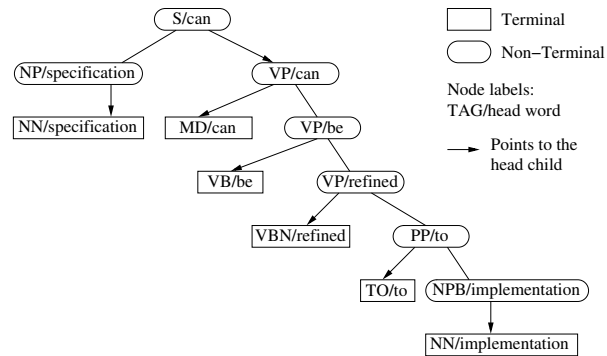 S/can
Terminal
Non−Terminal
NP/specification
VP/can
Node labels:
TAG/head word
NN/specification
MD/can
VP/be
Points to the
head child
VB/be
VP/refined
VBN/refined
PP/to
TO/to
NPB/implementation
NN/implementation